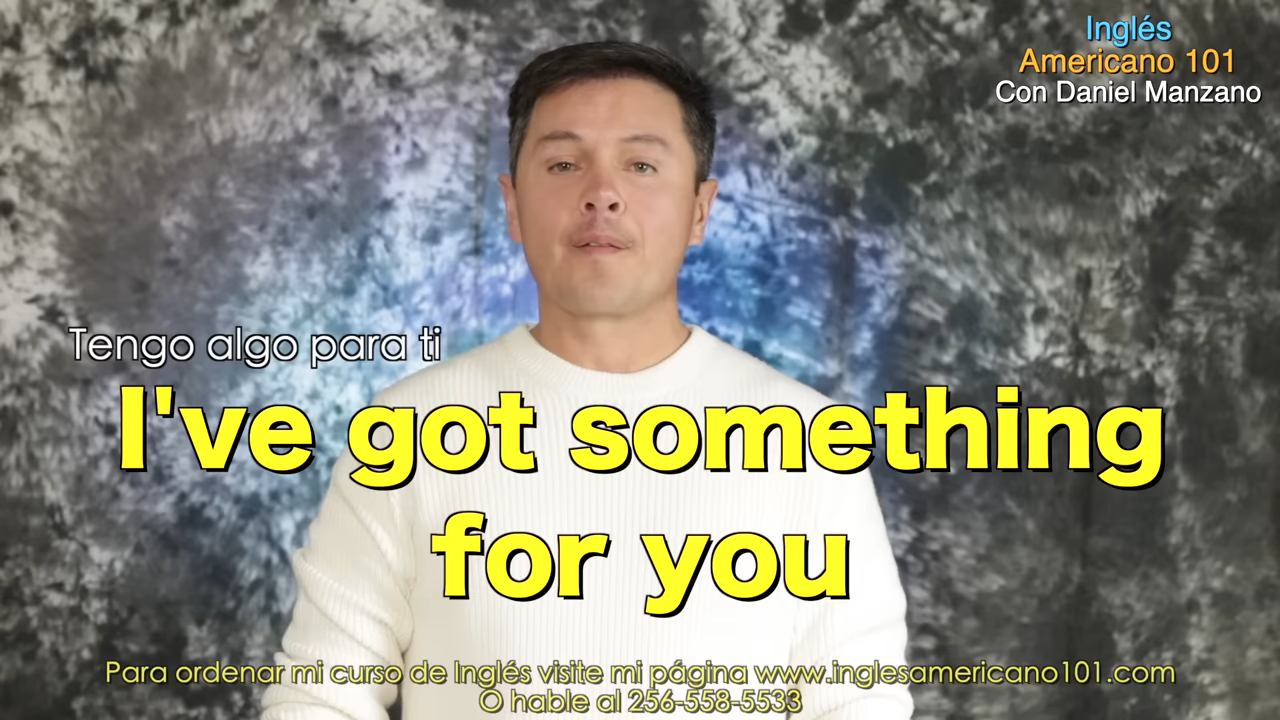 Inglés
Americano 101
Con Daniel Manzano
Tengo algo para ti
I've got something
for you
Para ordenar mi curso de Inglés visite mi página www.inglesamericano101.com
O hable al 256-558-5533